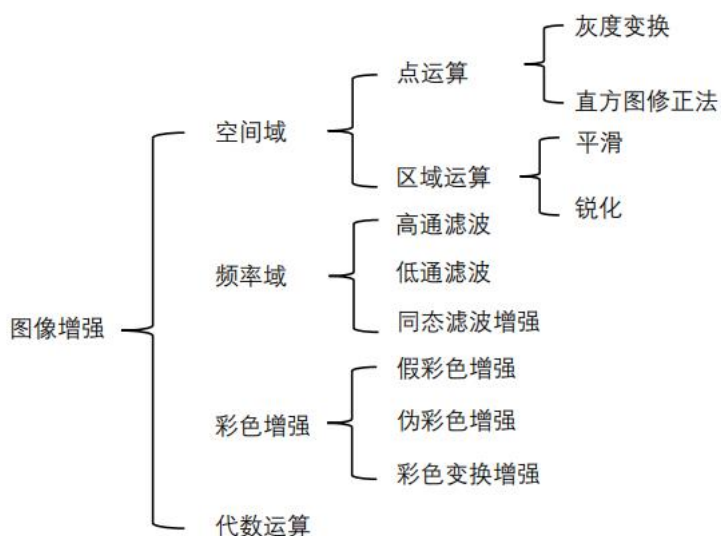 图像增强
空间域
点运算
灰度变换
直方图修正法
区域运算
平滑
锐化
频率域
高通滤波
低通滤波
同态滤波增强
彩色增强
假彩色增强
伪彩色增强
彩色变换增强
代数运算